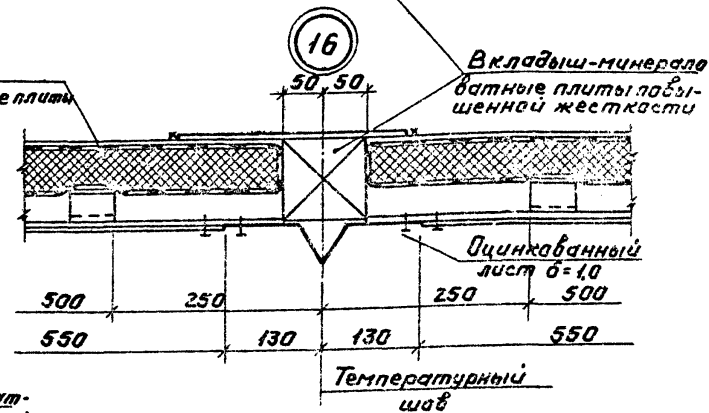 16
50 50
Вкладыш-минерало
ватные плиты повы-
шенной жесткости
е плиты
Оцинкованный
лист б=1,0
500 250 250 500
550 130 130 550
Температурный
шов
ат-